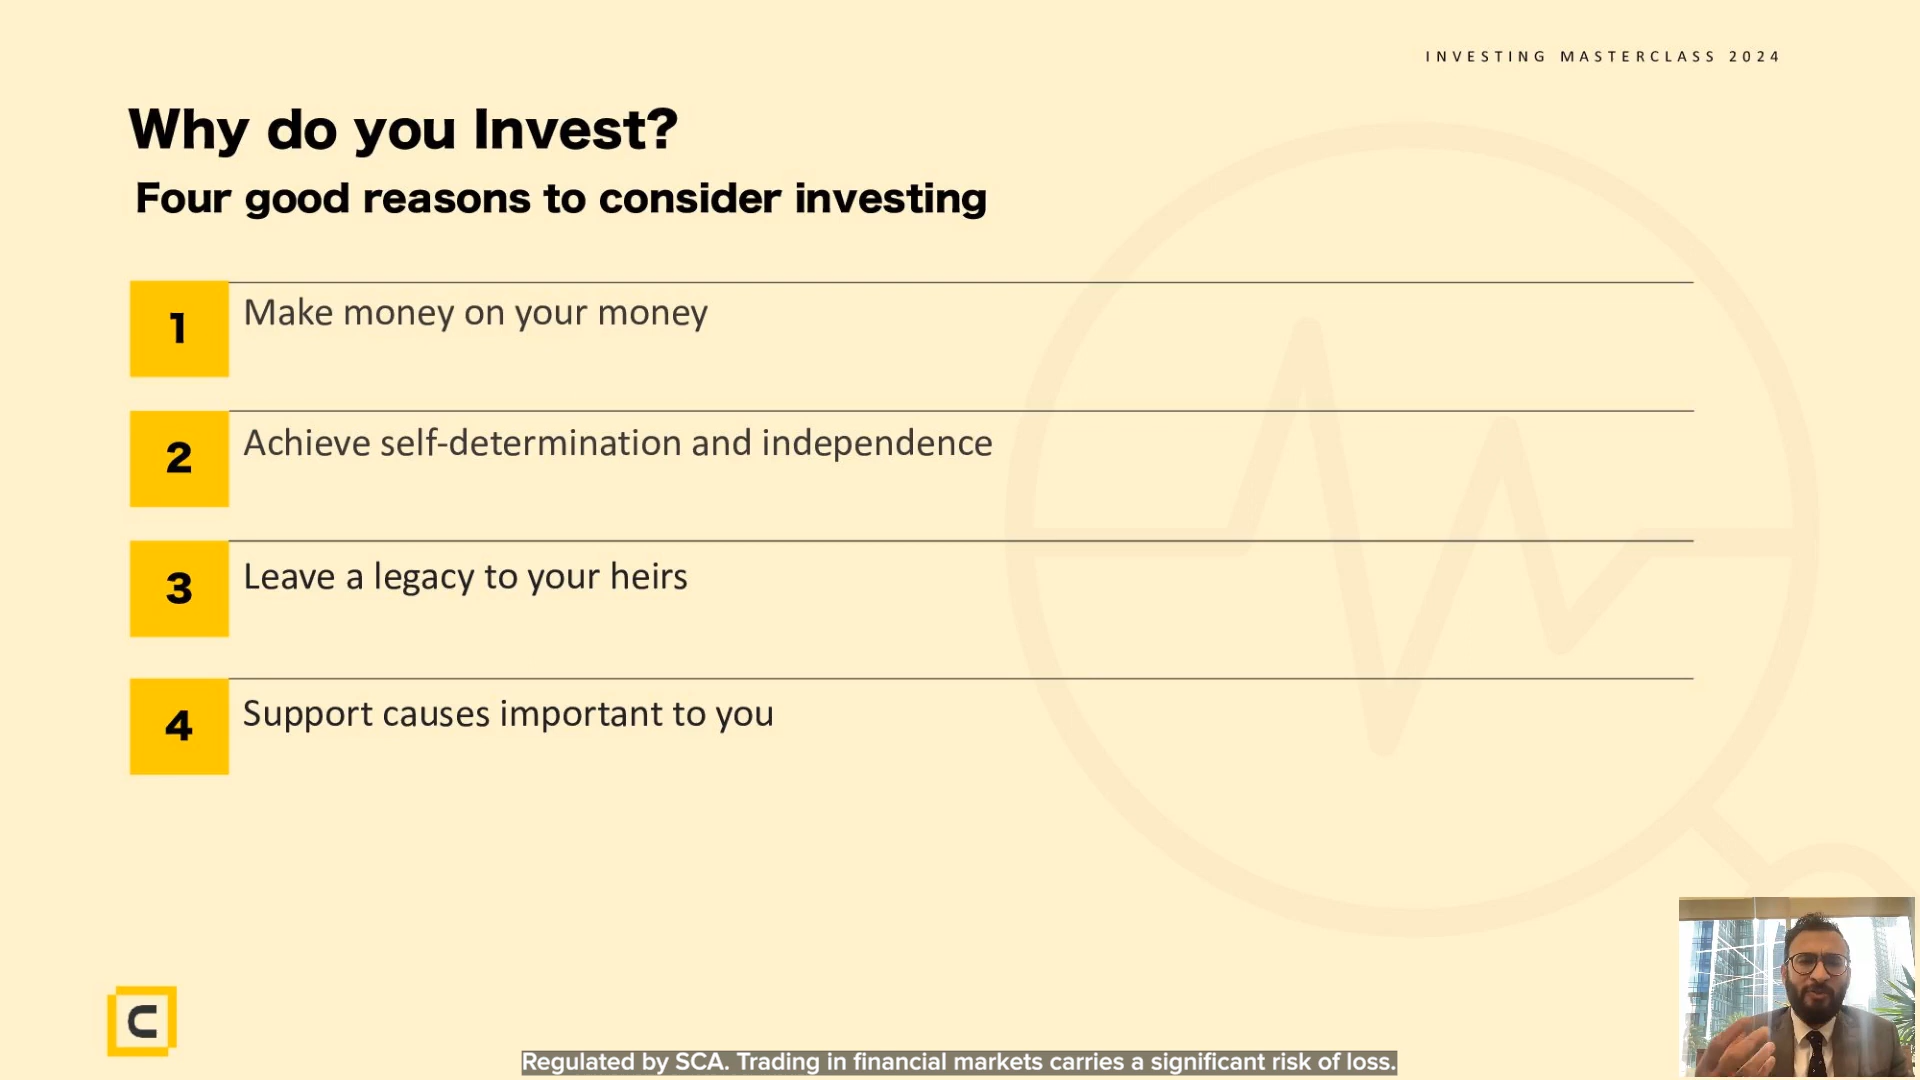 INVESTING MASTERCLASS 2024
Why do you Invest?
Four good reasons to consider investing
1
Make money on your money
2
Achieve self-determination and independence
3
Leave a legacy to your heirs
4
Support causes important to you
C
Regulated by SCA. Trading in financial markets carries a significant risk of loss.